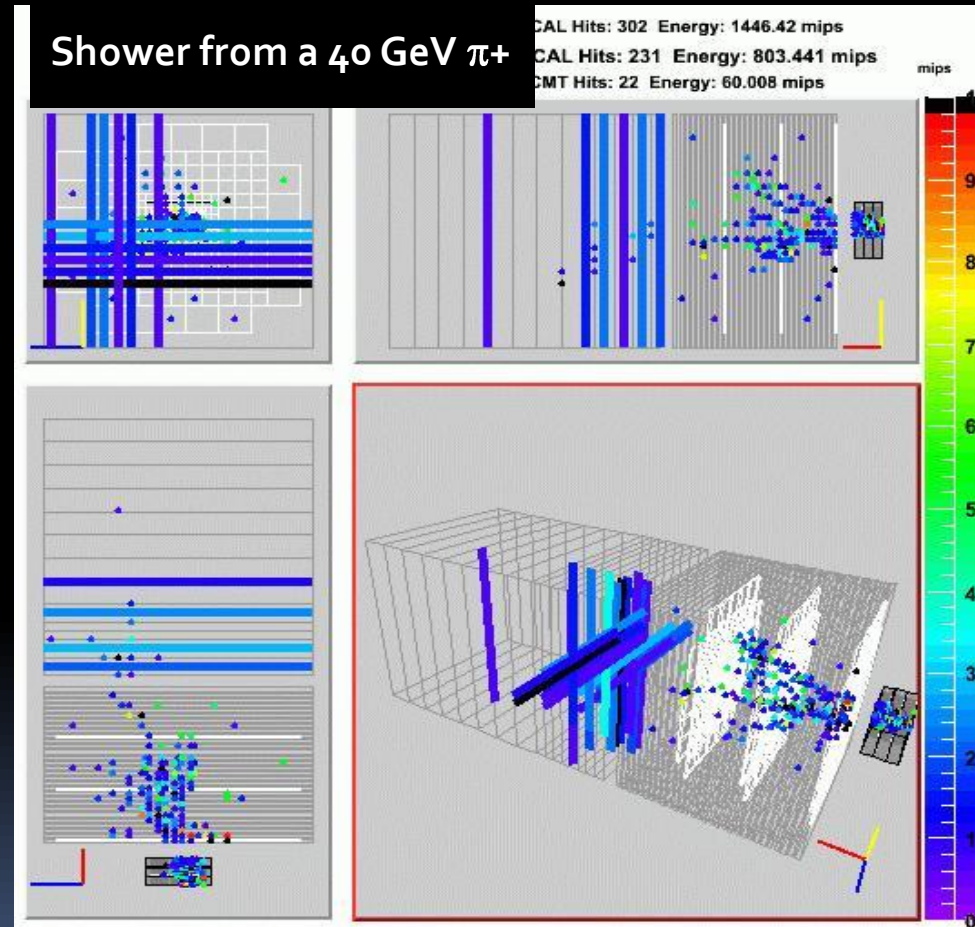 Shower from a 40 GeV π+
CAL Hits: 302 Energy: 1446.42 mips
CAL Hits: 231 Energy: 803.441 mips
CMT Hits: 22 Energy: 60.008 mips
mips
9
8
7
6
5
4
3
2
1
0